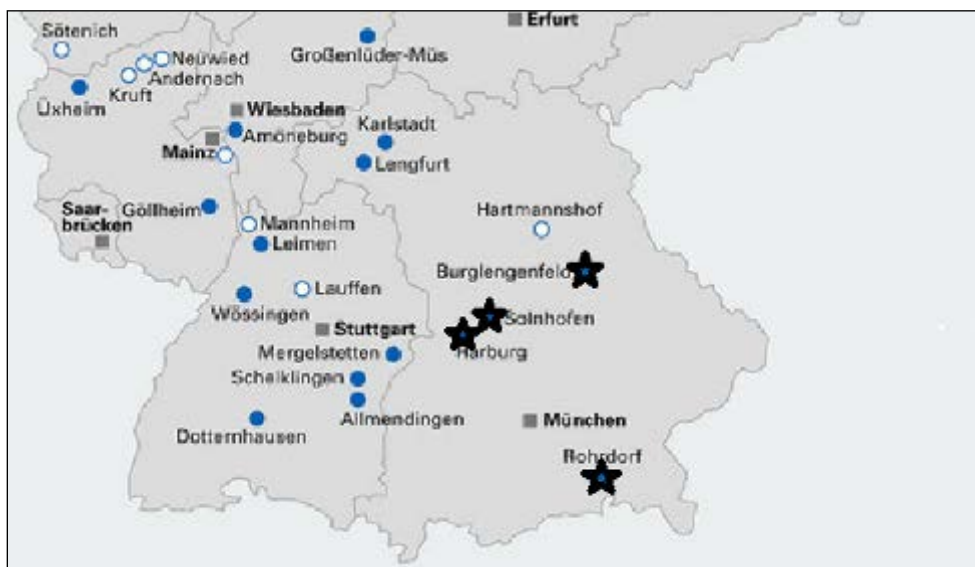 Erfurt
Sötenich
Großenlüder-Müs
Neuwied
Andernach
Kruft
Üxheim
Wiesbaden
Amöneburg
Karlstadt
Mainz
Lengfurt
Saar-
brücken
Göllheim
Mannheim
Hartmannshof
Leimen
Burglengenfeld
Lauffen
Wössingen
Solnhofen
Stuttgart
Harburg
Mergelstetten
Schelklingen
Allmendingen
München
Dotternhausen
Rohrdorf